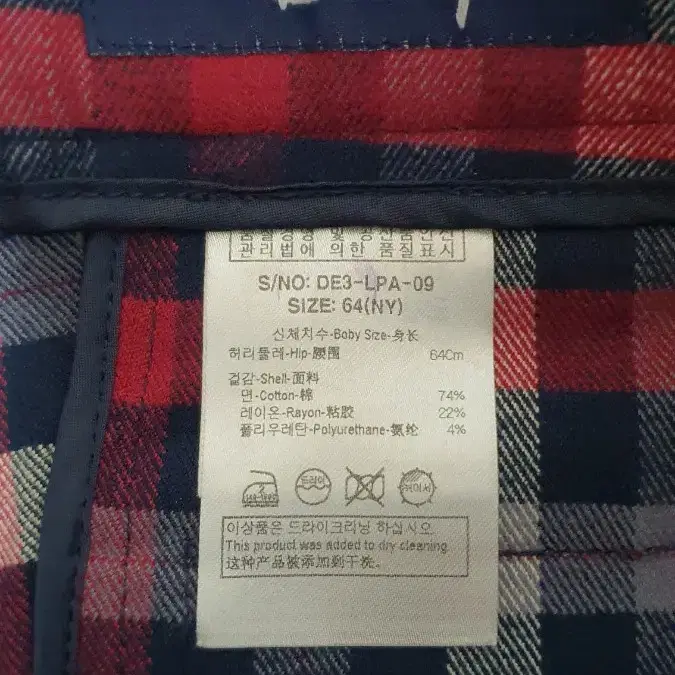 관리법에 의한 품질표시
S/NO: DE3-LPA-09
SIZE: 64(NY)
신체치수-Boby Size-身长
허리둘레-Hip-腰围 64Cm
겉감-Shell-面料
면-Cotton-棉 74%
레이온-Rayon-粘胶 22%
폴리우레탄-Polyurethane-氨纶 4%
드라이
이상품은 드라이크리닝 하십시오.
This product was added to dry cleaning.
这种产品被添加到干洗.